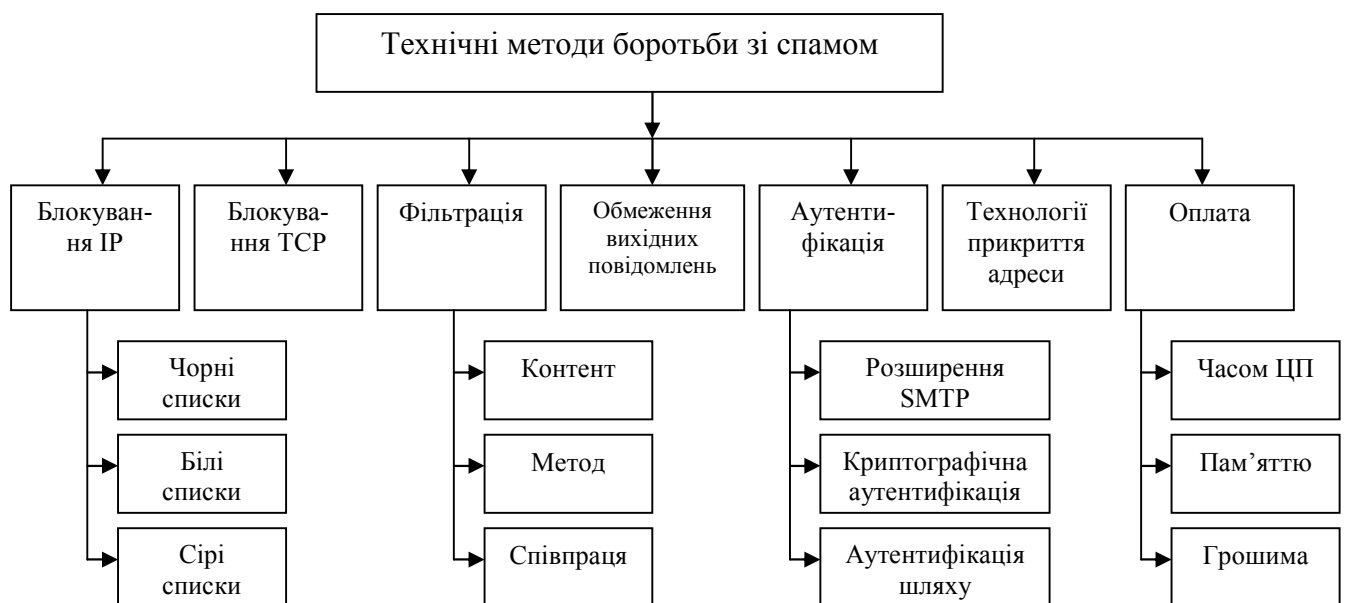 Технічні методи боротьби зі спамом
Блокуван-
ня IP
Блокува-
ння TCP
Фільтрація
Обмеження
вихідних
повідомлень
Аутенти-
фікація
Технології
прикриття
адреси
Оплата
Чорні
списки
Білі
списки
Сірі
списки
Контент
Метод
Співпраця
Розширення
SMTP
Криптографічна
аутентифікація
Аутентифікація
шляху
Часом ЦП
Пам’яттю
Грошима